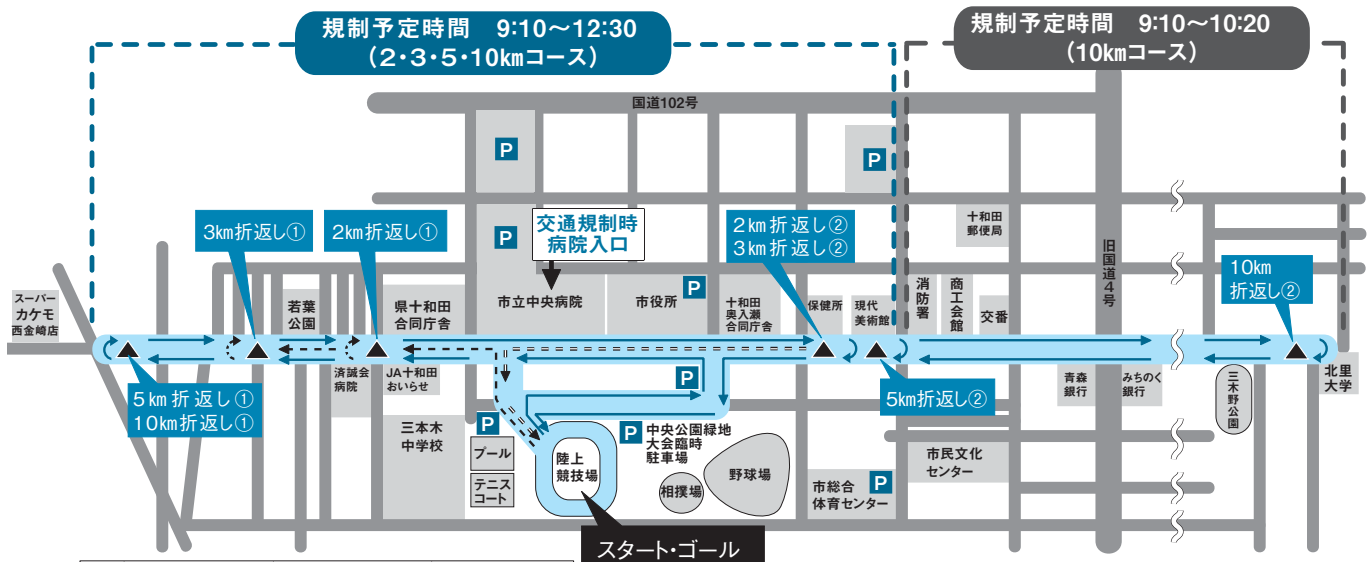 規制予定時間 9:10～12:30
(2・3・5・10kmコース)
規制予定時間 9:10～10:20
(10kmコース)
国道102号
P
P
P
交通規制時
病院入口
3km折返し①
2km折返し①
2km折返し②
3km折返し②
十和田
郵便局
旧国道4号
10km
折返し②
スーパー
カケモ
西金崎店
若葉
公園
県十和田
合同庁舎
市立中央病院
市役所
P
十和田
奥入瀬
合同庁舎
保健所
現代
美術館
消防署
商工会館
交番
済誠会
病院
JA十和田
おいらせ
P
5km折返し①
10km折返し①
5km折返し②
青森
銀行
みちのく
銀行
三木野公園
北里
大学
三本木
中学校
P
プール
テニス
コート
陸上
競技場
P
中央公園緑地
大会臨時
駐車場
相撲場
野球場
市総合
体育センター
P
市民文化
センター
スタート・ゴール